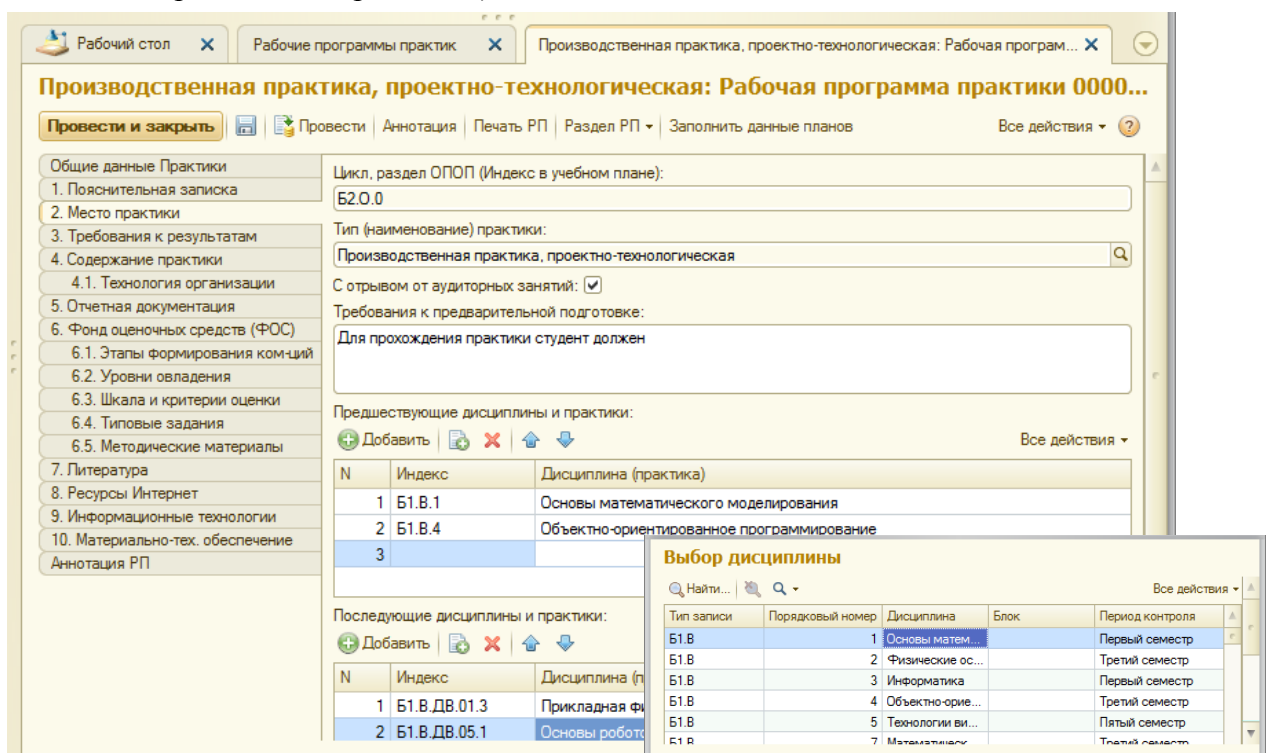 Рабочий стол
Рабочие программы практик
Производственная практика, проектно-технологическая: Рабочая програм...
Производственная практика, проектно-технологическая: Рабочая программа практики 0000...
Провести и закрыть Провести Аннотация Печать РП Раздел РП Заполнить данные планов Все действия ?
Общие данные Практики
1. Пояснительная записка
2. Место практики
3. Требования к результатам
4. Содержание практики
4.1. Технология организации
5. Отчетная документация
6. Фонд оценочных средств (ФОС)
6.1. Этапы формирования ком-ций
6.2. Уровни овладения
6.3. Шкала и критерии оценки
6.4. Типовые задания
6.5. Методические материалы
7. Литература
8. Ресурсы Интернет
9. Информационные технологии
10. Материально-тех. обеспечение
Аннотация РП
Цикл, раздел ОПОП (Индекс в учебном плане):
Б2.О.0
Тип (наименование) практики:
Производственная практика, проектно-технологическая
С отрывом от аудиторных занятий:
Требования к предварительной подготовке:
Для прохождения практики студент должен
Предшествующие дисциплины и практики:
Добавить Все действия
N Индекс Дисциплина (практика)
1 Б1.В.1 Основы математического моделирования
2 Б1.В.4 Объектно-ориентированное программирование
3
Последующие дисциплины и практики:
Добавить
N Индекс Дисциплина (п
1 Б1.В.ДВ.01.3 Прикладная фи
2 Б1.В.ДВ.05.1 Основы робото
Выбор дисциплины
Найти... Все действия
Тип записи Порядковый номер Дисциплина Блок Период контроля
Б1.В 1 Основы матем... Первый семестр
Б1.В 2 Физические ос... Третий семестр
Б1.В 3 Информатика Первый семестр
Б1.В 4 Объектно-орие... Третий семестр
Б1.В 5 Технологии ви... Пятый семестр
Б1.В 7 Математическ... Третий семестр